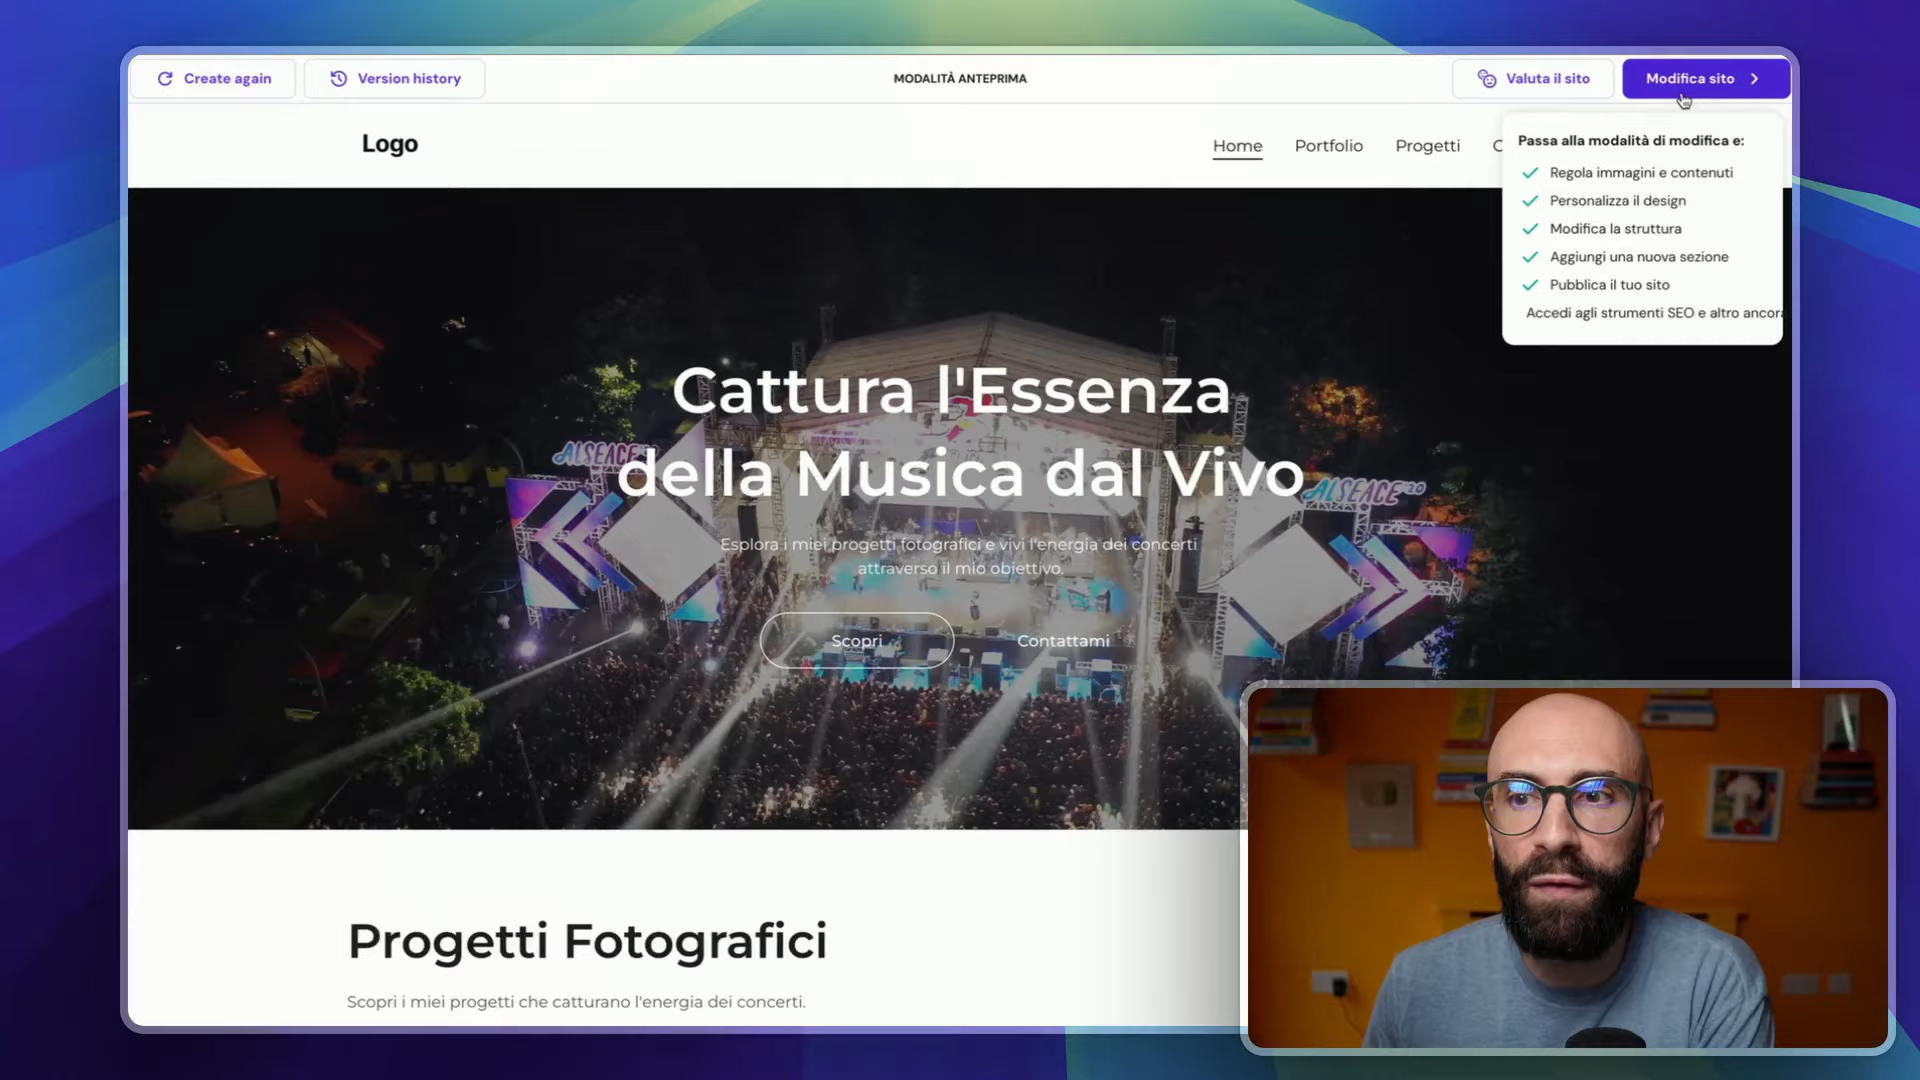 Create again
Version history
MODALITÀ ANTEPRIMA
Valuta il sito
Modifica sito
Logo
Home
Portfolio
Progetti
Passa alla modalità di modifica e:
Regola immagini e contenuti
Personalizza il design
Modifica la struttura
Aggiungi una nuova sezione
Pubblica il tuo sito
Accedi agli strumenti SEO e altro ancora
Cattura l'Essenza
della Musica dal Vivo
ALSEACE
ALSEACE
Esplora i miei progetti fotografici e vivi l'energia dei concerti
attraverso il mio obiettivo.
Scopri
Contattami
Progetti Fotografici
Scopri i miei progetti che catturano l'energia dei concerti.